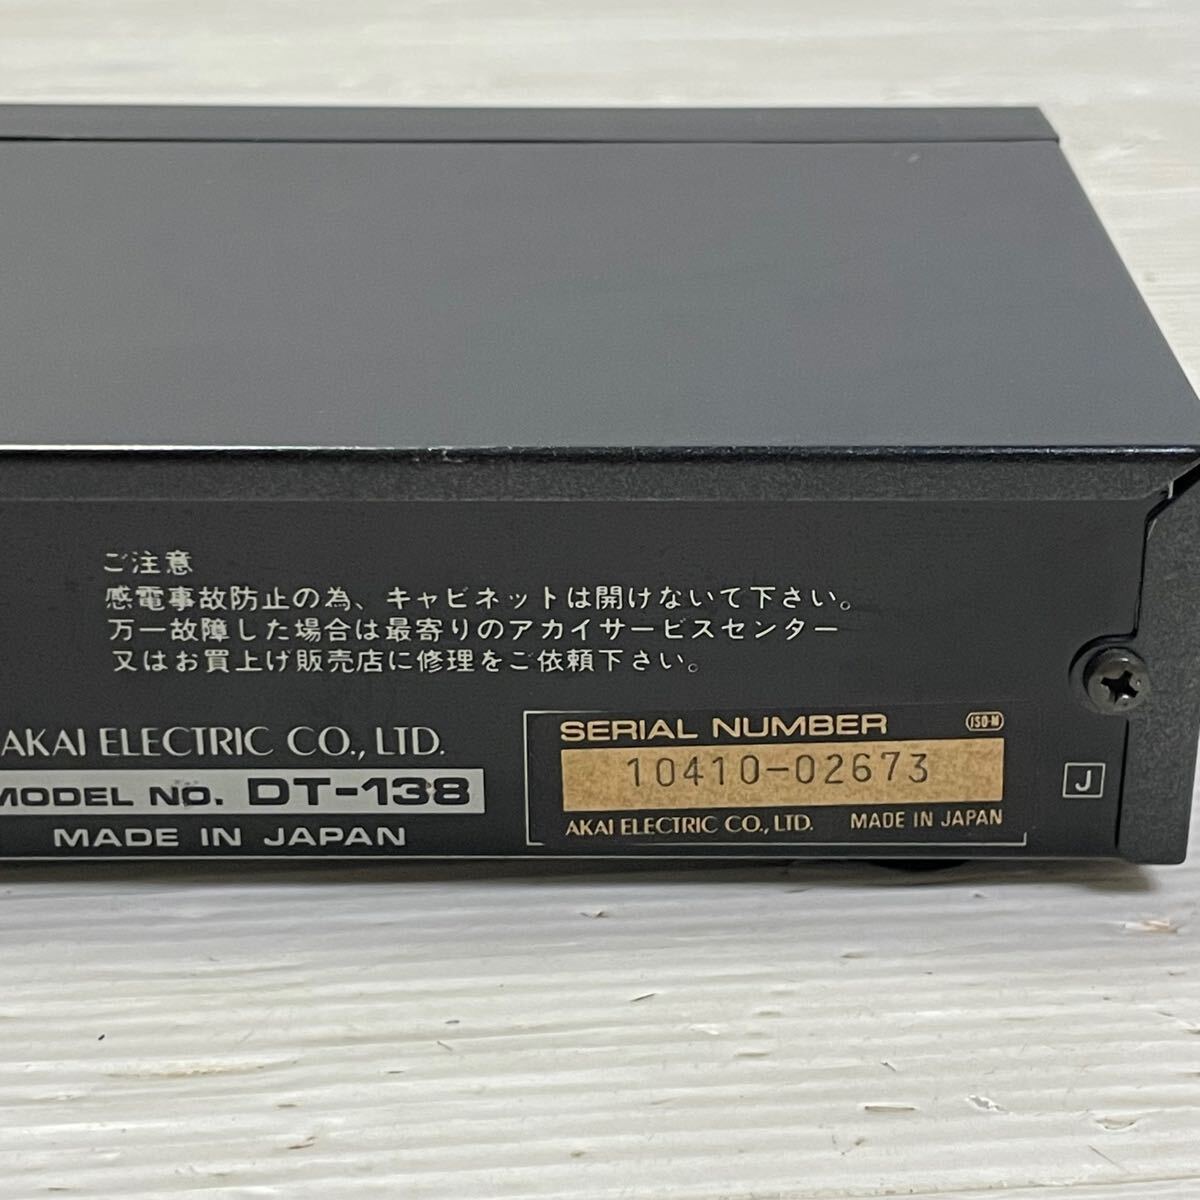 ご注意
感電事故防止の為、キャビネットは開けないて下さい。
万一故障した場合は最寄りのアカイサービスセンター
又はお買上げ販売店に修理をご依頼下さい。
AKAI ELECTRIC CO., LTD.
MODEL NO. DT-138
MADE IN JAPAN
SERIAL NUMBER ISO-M
10410-02673
AKAI ELECTRIC CO., LTD. MADE IN JAPAN
J